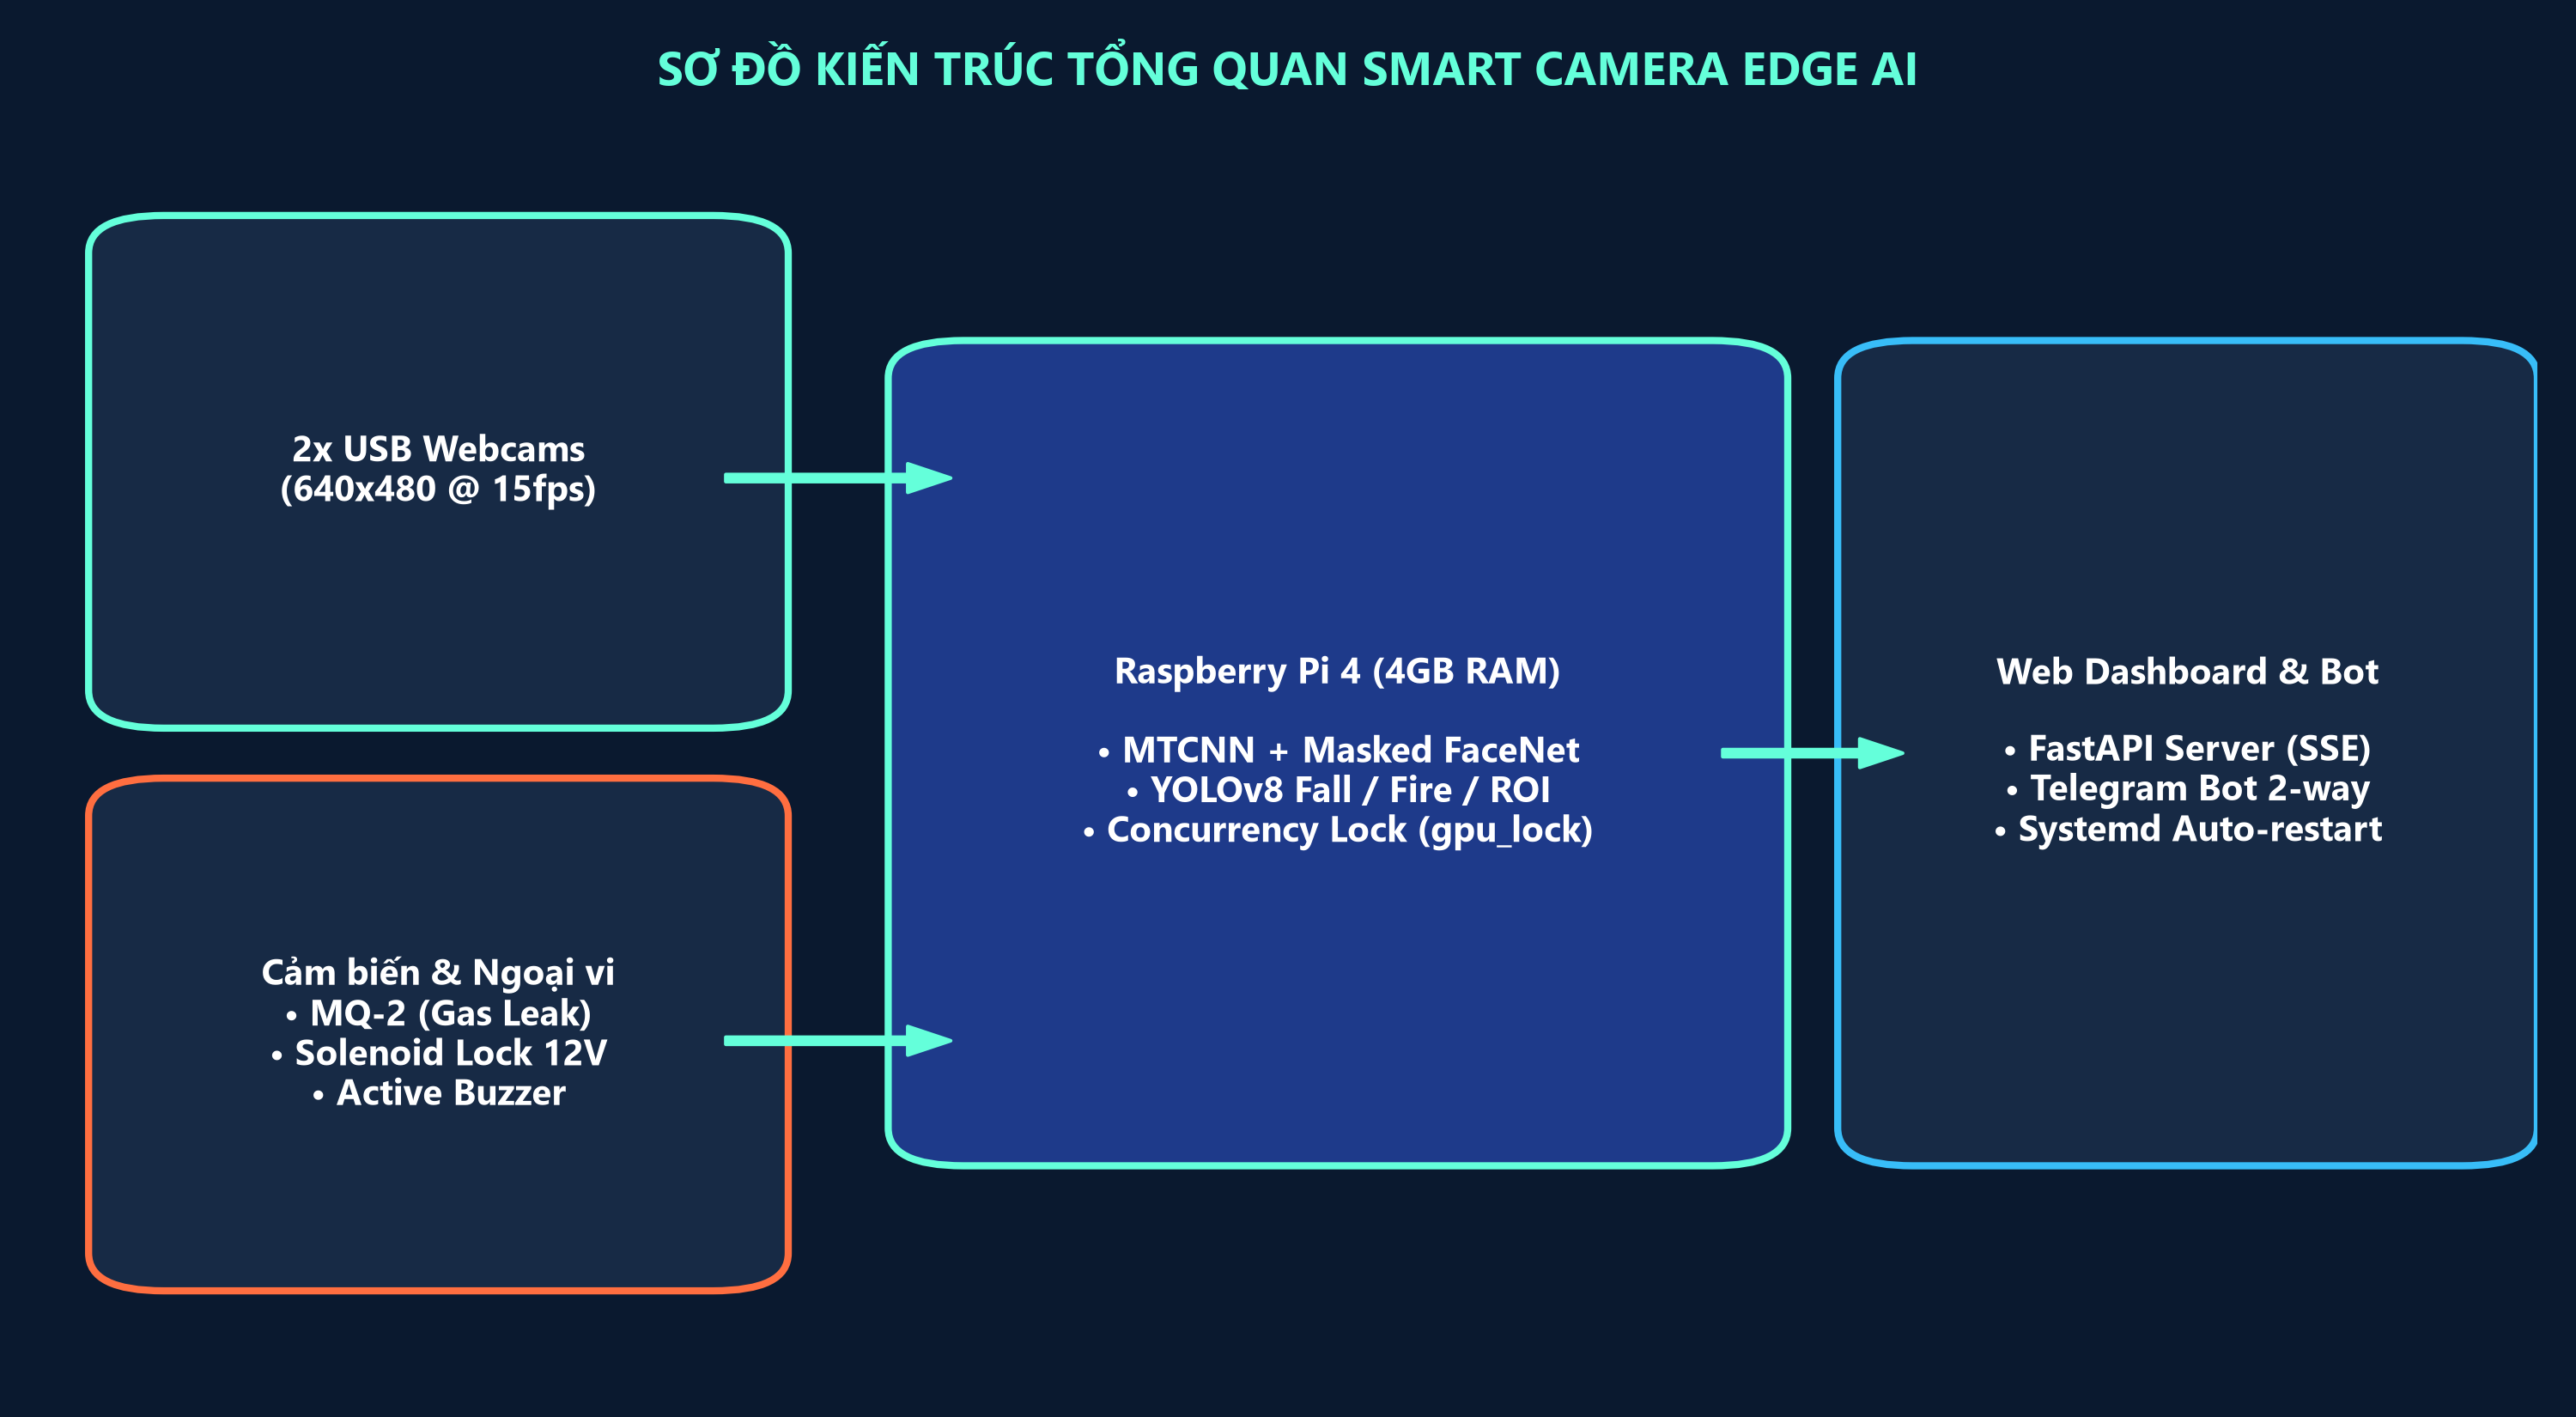 SƠ ĐỒ KIẾN TRÚC TỔNG QUAN SMART CAMERA EDGE AI
2x USB Webcams
(640x480 @ 15fps)
Cảm biến & Ngoại vi
• MQ-2 (Gas Leak)
• Solenoid Lock 12V
• Active Buzzer
Raspberry Pi 4 (4GB RAM)
• MTCNN + Masked FaceNet
• YOLOv8 Fall / Fire / ROI
• Concurrency Lock (gpu_lock)
Web Dashboard & Bot
• FastAPI Server (SSE)
• Telegram Bot 2-way
• Systemd Auto-restart